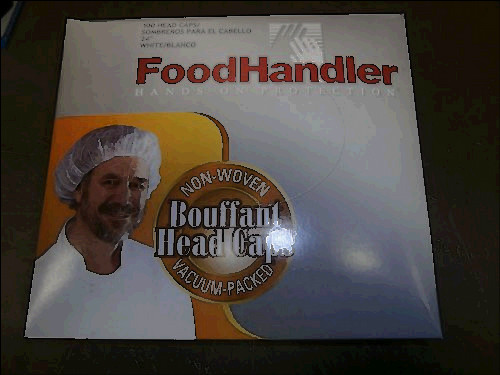 500 HEAD CAPS/
SOMBREROS PARA EL CABELLO
24"
WHITE/BLANCO
FoodHandler
HANDS-ON PROTECTION
NON-WOVEN
Bouffant
Head Caps
VACUUM-PACKED